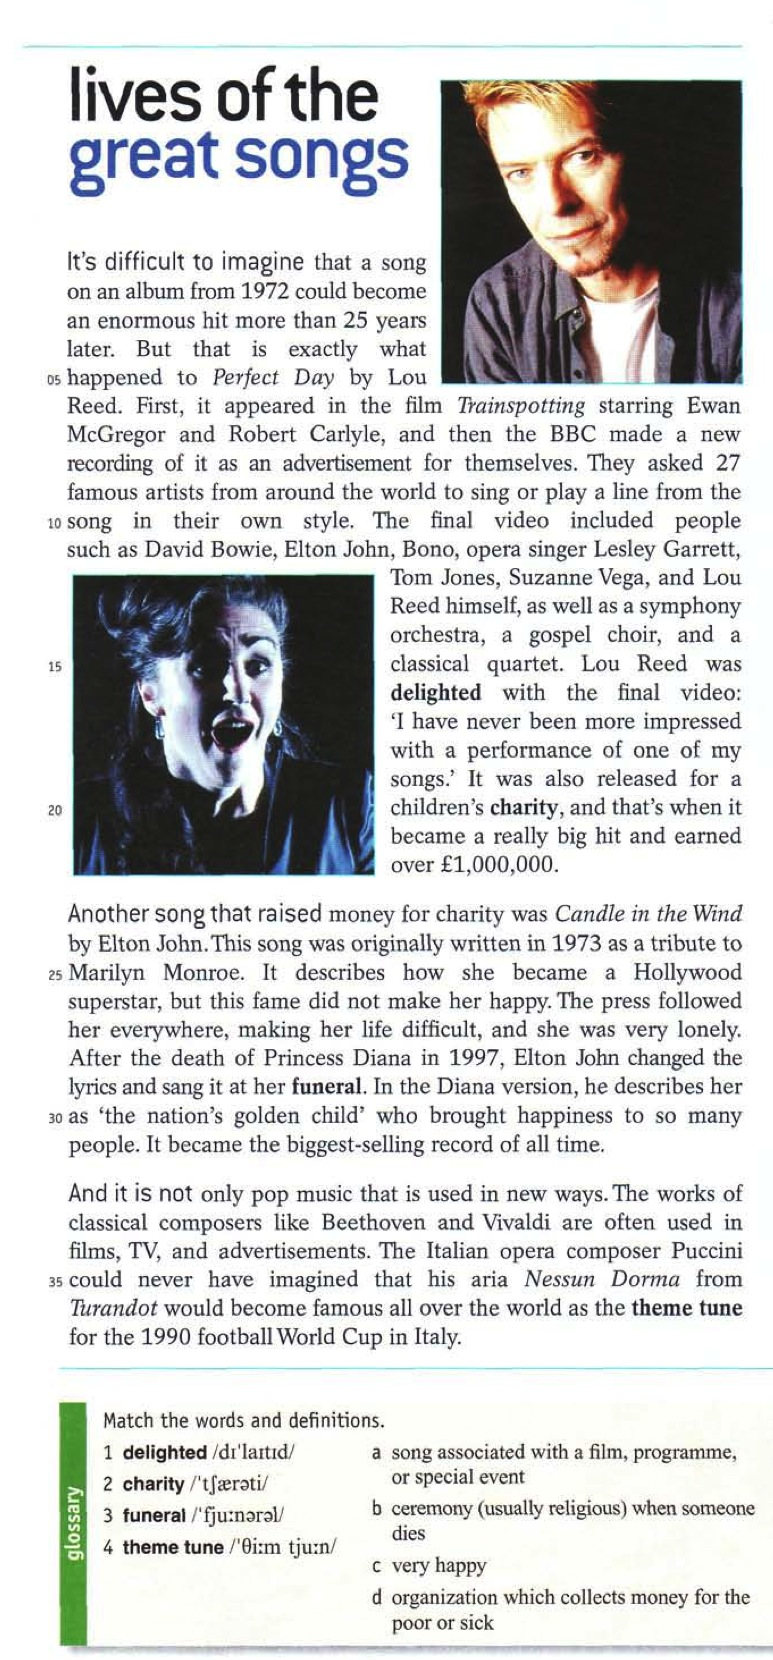 lives of the
great songs
It's difficult to imagine that a song
on an album from 1972 could become
an enormous hit more than 25 years
later. But that is exactly what
05 happened to Perfect Day by Lou
Reed. First, it appeared in the film Trainspotting starring Ewan
McGregor and Robert Carlyle, and then the BBC made a new
recording of it as an advertisement for themselves. They asked 27
famous artists from around the world to sing or play a line from the
10 song in their own style. The final video included people
such as David Bowie, Elton John, Bono, opera singer Lesley Garrett,
Tom Jones, Suzanne Vega, and Lou
Reed himself, as well as a symphony
orchestra, a gospel choir, and a
15 classical quartet. Lou Reed was
delighted with the final video:
'I have never been more impressed
with a performance of one of my
songs.' It was also released for a
20 children's charity, and that's when it
became a really big hit and earned
over £1,000,000.
Another song that raised money for charity was Candle in the Wind
by Elton John. This song was originally written in 1973 as a tribute to
25 Marilyn Monroe. It describes how she became a Hollywood
superstar, but this fame did not make her happy. The press followed
her everywhere, making her life difficult, and she was very lonely.
After the death of Princess Diana in 1997, Elton John changed the
lyrics and sang it at her funeral. In the Diana version, he describes her
30 as 'the nation's golden child' who brought happiness to so many
people. It became the biggest-selling record of all time.
And it is not only pop music that is used in new ways. The works of
classical composers like Beethoven and Vivaldi are often used in
films, TV, and advertisements. The Italian opera composer Puccini
35 could never have imagined that his aria Nessun Dorma from
Turandot would become famous all over the world as the theme tune
for the 1990 football World Cup in Italy.
glossary
Match the words and definitions.
1 delighted /dɪˈlaɪtɪd/
2 charity /ˈtʃærəti/
3 funeral /ˈfjuːnərəl/
4 theme tune /ˈθiːm tjuːn/
a song associated with a film, programme,
or special event
b ceremony (usually religious) when someone
dies
c very happy
d organization which collects money for the
poor or sick